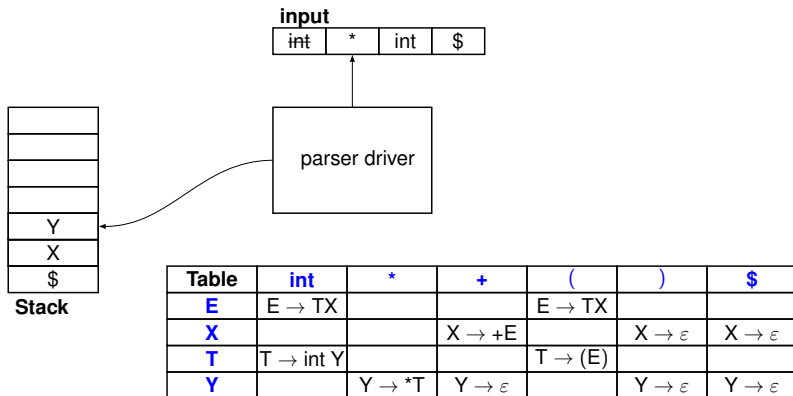 input
int * int $
parser driver
Y
X
$
Stack
Table int * + ( ) $
E E → TX E → TX
X X → +E X → ε X → ε
T T → int Y T → (E)
Y Y → *T Y → ε Y → ε Y → ε